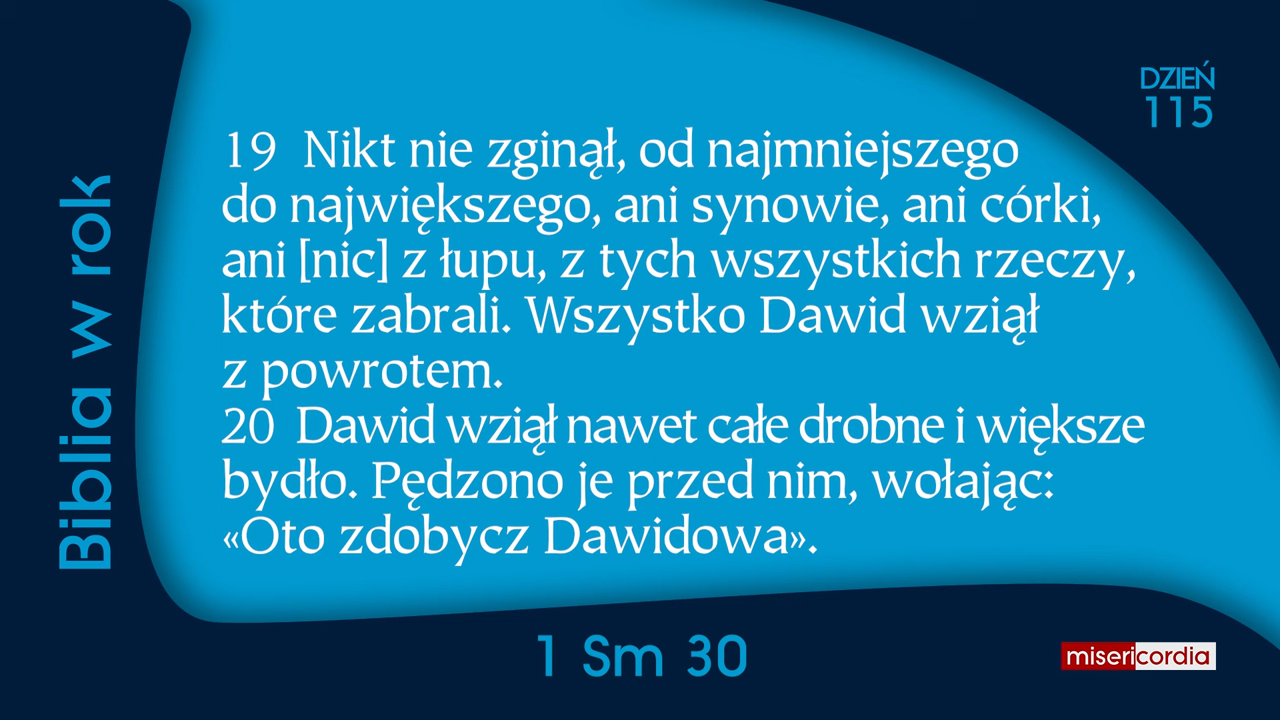 DZIEŃ
115
19 Nikt nie zginął, od najmniejszego
do największego, ani synowie, ani córki,
ani [nic] z łupu, z tych wszystkich rzeczy,
które zabrali. Wszystko Dawid wziął
z powrotem.
20 Dawid wziął nawet całe drobne i większe
bydło. Pędzono je przed nim, wołając:
«Oto zdobycz Dawidowa».
Biblia w rok
1 Sm 30
misericordia